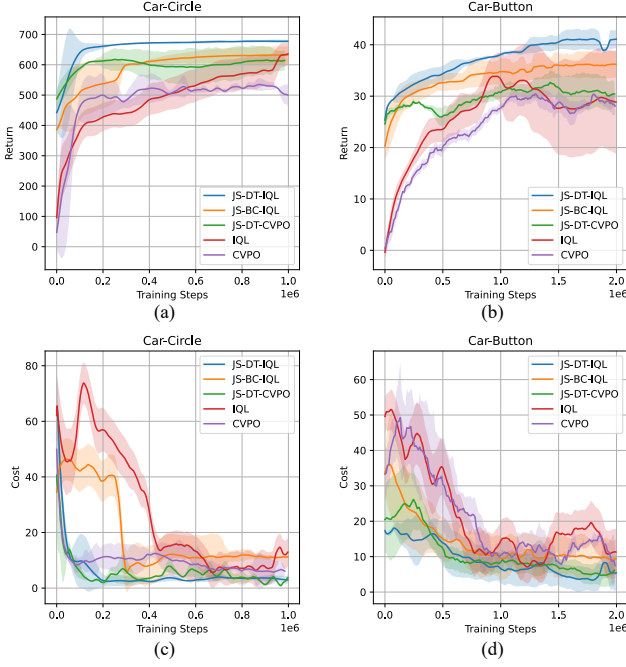 Car-Circle
Return
700
600
500
400
300
200
100
0
JS-DT-IQL
JS-BC-IQL
JS-DT-CVPO
IQL
CVPO
0.0 0.2 0.4 0.6 0.8 1.0
Training Steps
1e6
(a)
Car-Button
Return
40
30
20
10
0
JS-DT-IQL
JS-BC-IQL
JS-DT-CVPO
IQL
CVPO
0.0 0.5 1.0 1.5 2.0
Training Steps
1e6
(b)
Car-Circle
Cost
80
60
40
20
0
JS-DT-IQL
JS-BC-IQL
JS-DT-CVPO
IQL
CVPO
0.0 0.2 0.4 0.6 0.8 1.0
Training Steps
1e6
(c)
Car-Button
Cost
60
50
40
30
20
10
0
JS-DT-IQL
JS-BC-IQL
JS-DT-CVPO
IQL
CVPO
0.0 0.5 1.0 1.5 2.0
Training Steps
1e6
(d)